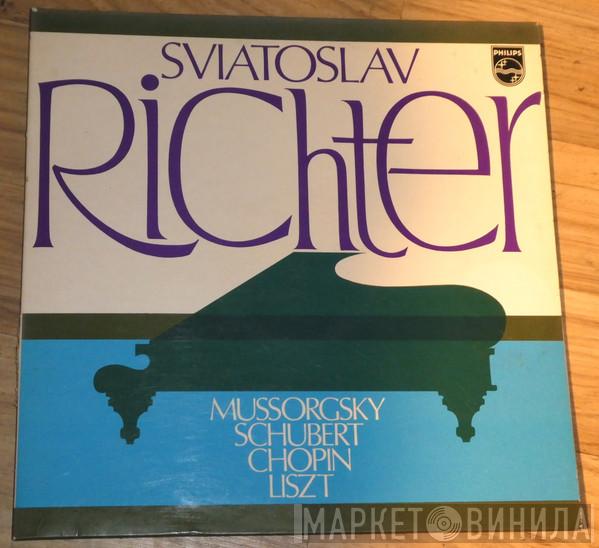 SVIATOSLAV
PHILIPS
Richter
MUSSORGSKY
SCHUBERT
CHOPIN
LISZT
МАРКЕТ ВИНИЛА